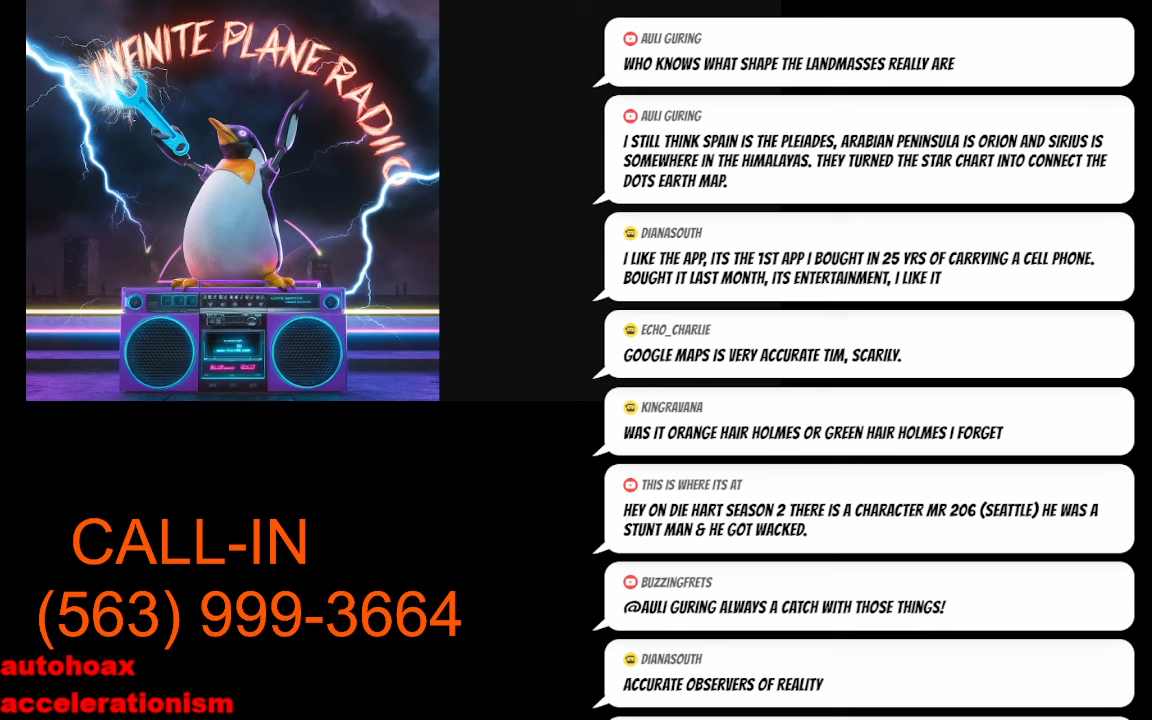 INFINITE PLANE RADIO
CALL-IN
(563) 999-3664
autohoax
accelerationism
AULI GURING
WHO KNOWS WHAT SHAPE THE LANDMASSES REALLY ARE
AULI GURING
I STILL THINK SPAIN IS THE PLEIADES, ARABIAN PENINSULA IS ORION AND SIRIUS IS
SOMEWHERE IN THE HIMALAYAS. THEY TURNED THE STAR CHART INTO CONNECT THE
DOTS EARTH MAP.
DIANASOUTH
I LIKE THE APP, ITS THE 1ST APP I BOUGHT IN 25 YRS OF CARRYING A CELL PHONE.
BOUGHT IT LAST MONTH, ITS ENTERTAINMENT, I LIKE IT
ECHO_CHARLIE
GOOGLE MAPS IS VERY ACCURATE TIM, SCARILY.
KINGRAVANA
WAS IT ORANGE HAIR HOLMES OR GREEN HAIR HOLMES I FORGET
THIS IS WHERE ITS AT
HEY ON DIE HART SEASON 2 THERE IS A CHARACTER MR 206 (SEATTLE) HE WAS A
STUNT MAN & HE GOT WACKED.
BUZZINGFRETS
@AULI GURING ALWAYS A CATCH WITH THOSE THINGS!
DIANASOUTH
ACCURATE OBSERVERS OF REALITY